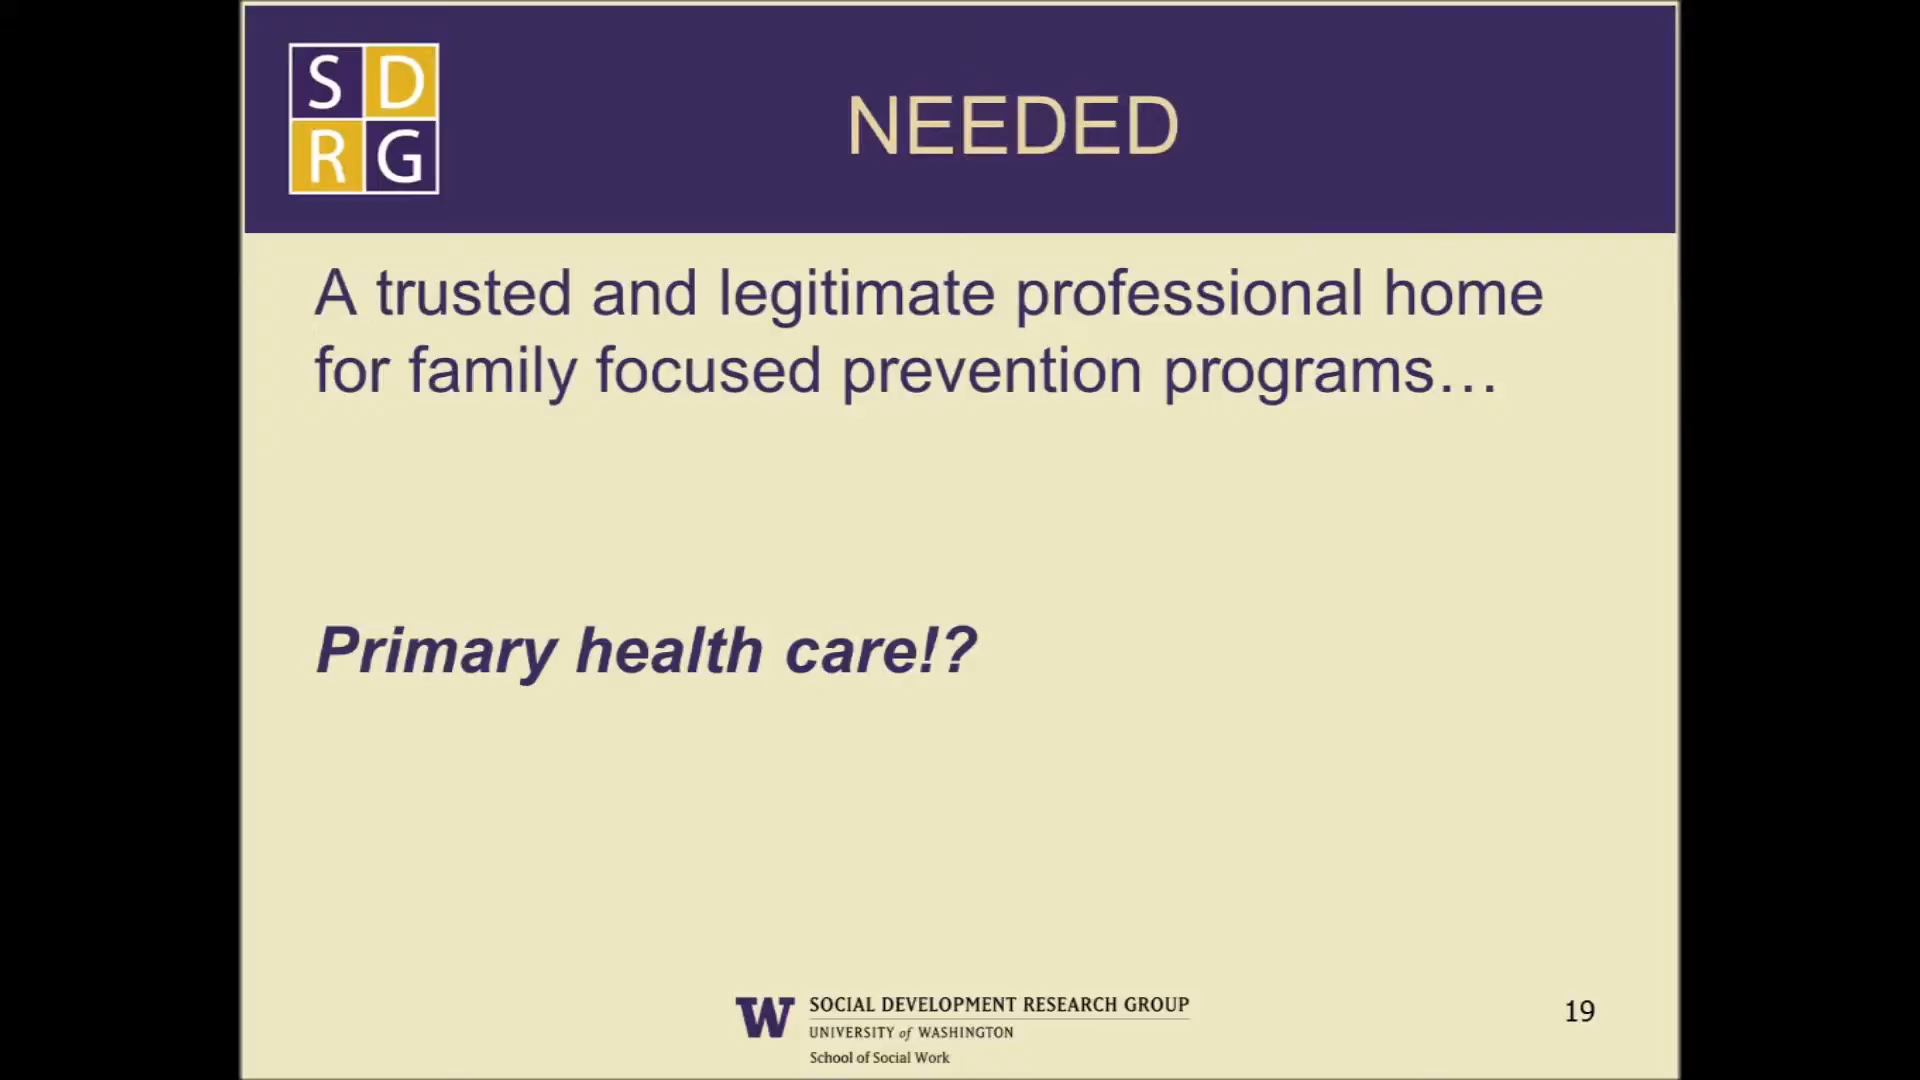 S D
R G
NEEDED
A trusted and legitimate professional home
for family focused prevention programs…
Primary health care!?
W
SOCIAL DEVELOPMENT RESEARCH GROUP
UNIVERSITY of WASHINGTON
School of Social Work
19